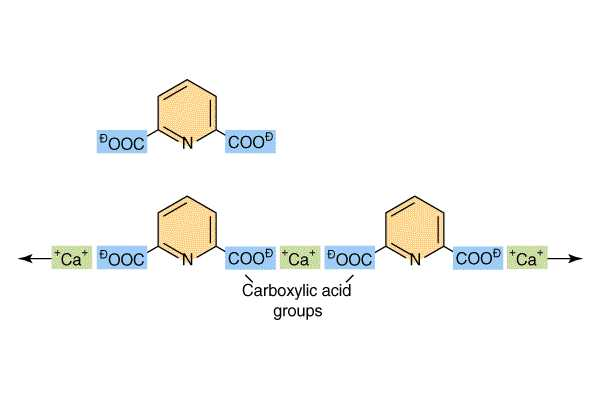 ĐOOC N COOĐ
+Ca+ ĐOOC N COOĐ +Ca+ ĐOOC N COOĐ +Ca+
Carboxylic acid
groups